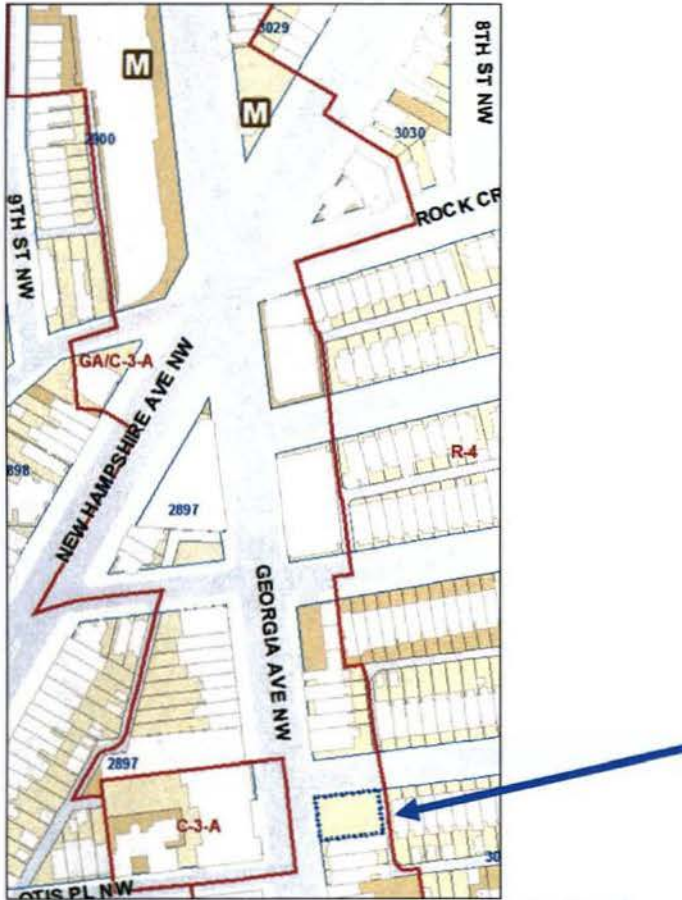 3029
8TH ST NW
M
M
2900
3030
9TH ST NW
ROCK CR
GA/C-3-A
NEW HAMPSHIRE AVE NW
R-4
898
2897
GEORGIA AVE NW
2897
C-3-A
30
OTIS PL NW